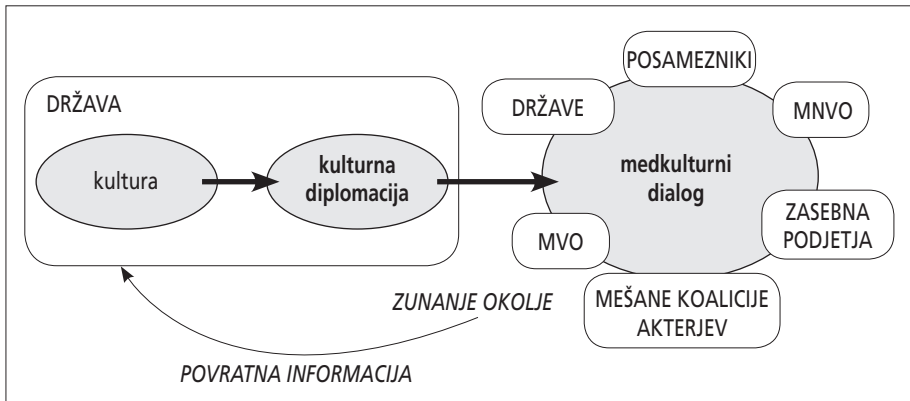 DRŽAVA
kultura
kulturna
diplomacija
POSAMEZNIKI
DRŽAVE
MNVO
medkulturni
dialog
ZASEBNA
PODJETJA
MVO
MEŠANE KOALICIJE
AKTERJEV
ZUNANJE OKOLJE
POVRATNA INFORMACIJA